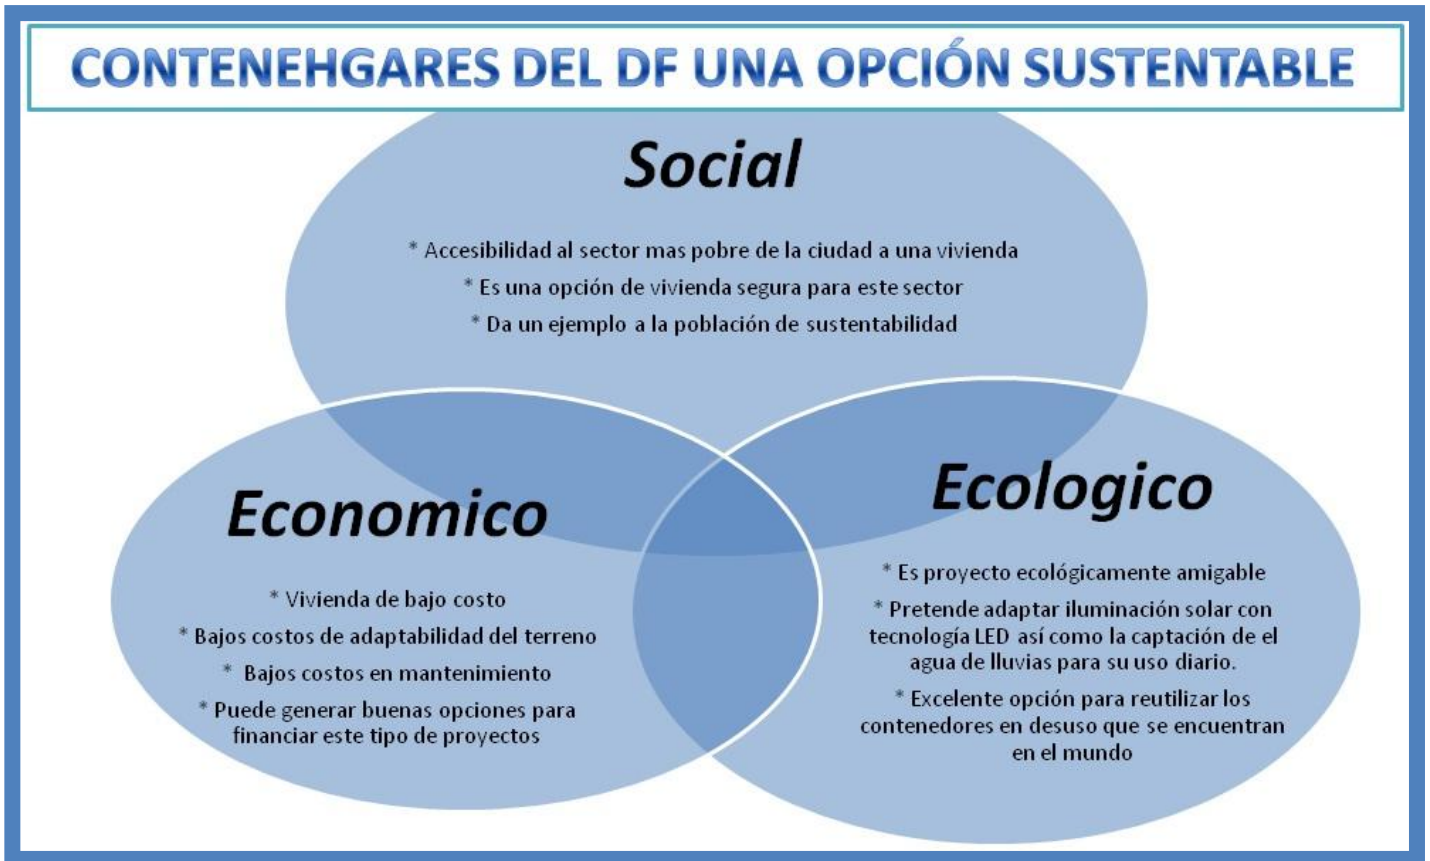 CONTENEHGARES DEL DF UNA OPCIÓN SUSTENTABLE
Social
* Accesibilidad al sector mas pobre de la ciudad a una vivienda
* Es una opción de vivienda segura para este sector
* Da un ejemplo a la población de sustentabilidad
Economico
* Vivienda de bajo costo
* Bajos costos de adaptabilidad del terreno
* Bajos costos en mantenimiento
* Puede generar buenas opciones para
financiar este tipo de proyectos
Ecologico
* Es proyecto ecológicamente amigable
* Pretende adaptar iluminación solar con
tecnología LED así como la captación de el
agua de lluvias para su uso diario.
* Excelente opción para reutilizar los
contenedores en desuso que se encuentran
en el mundo